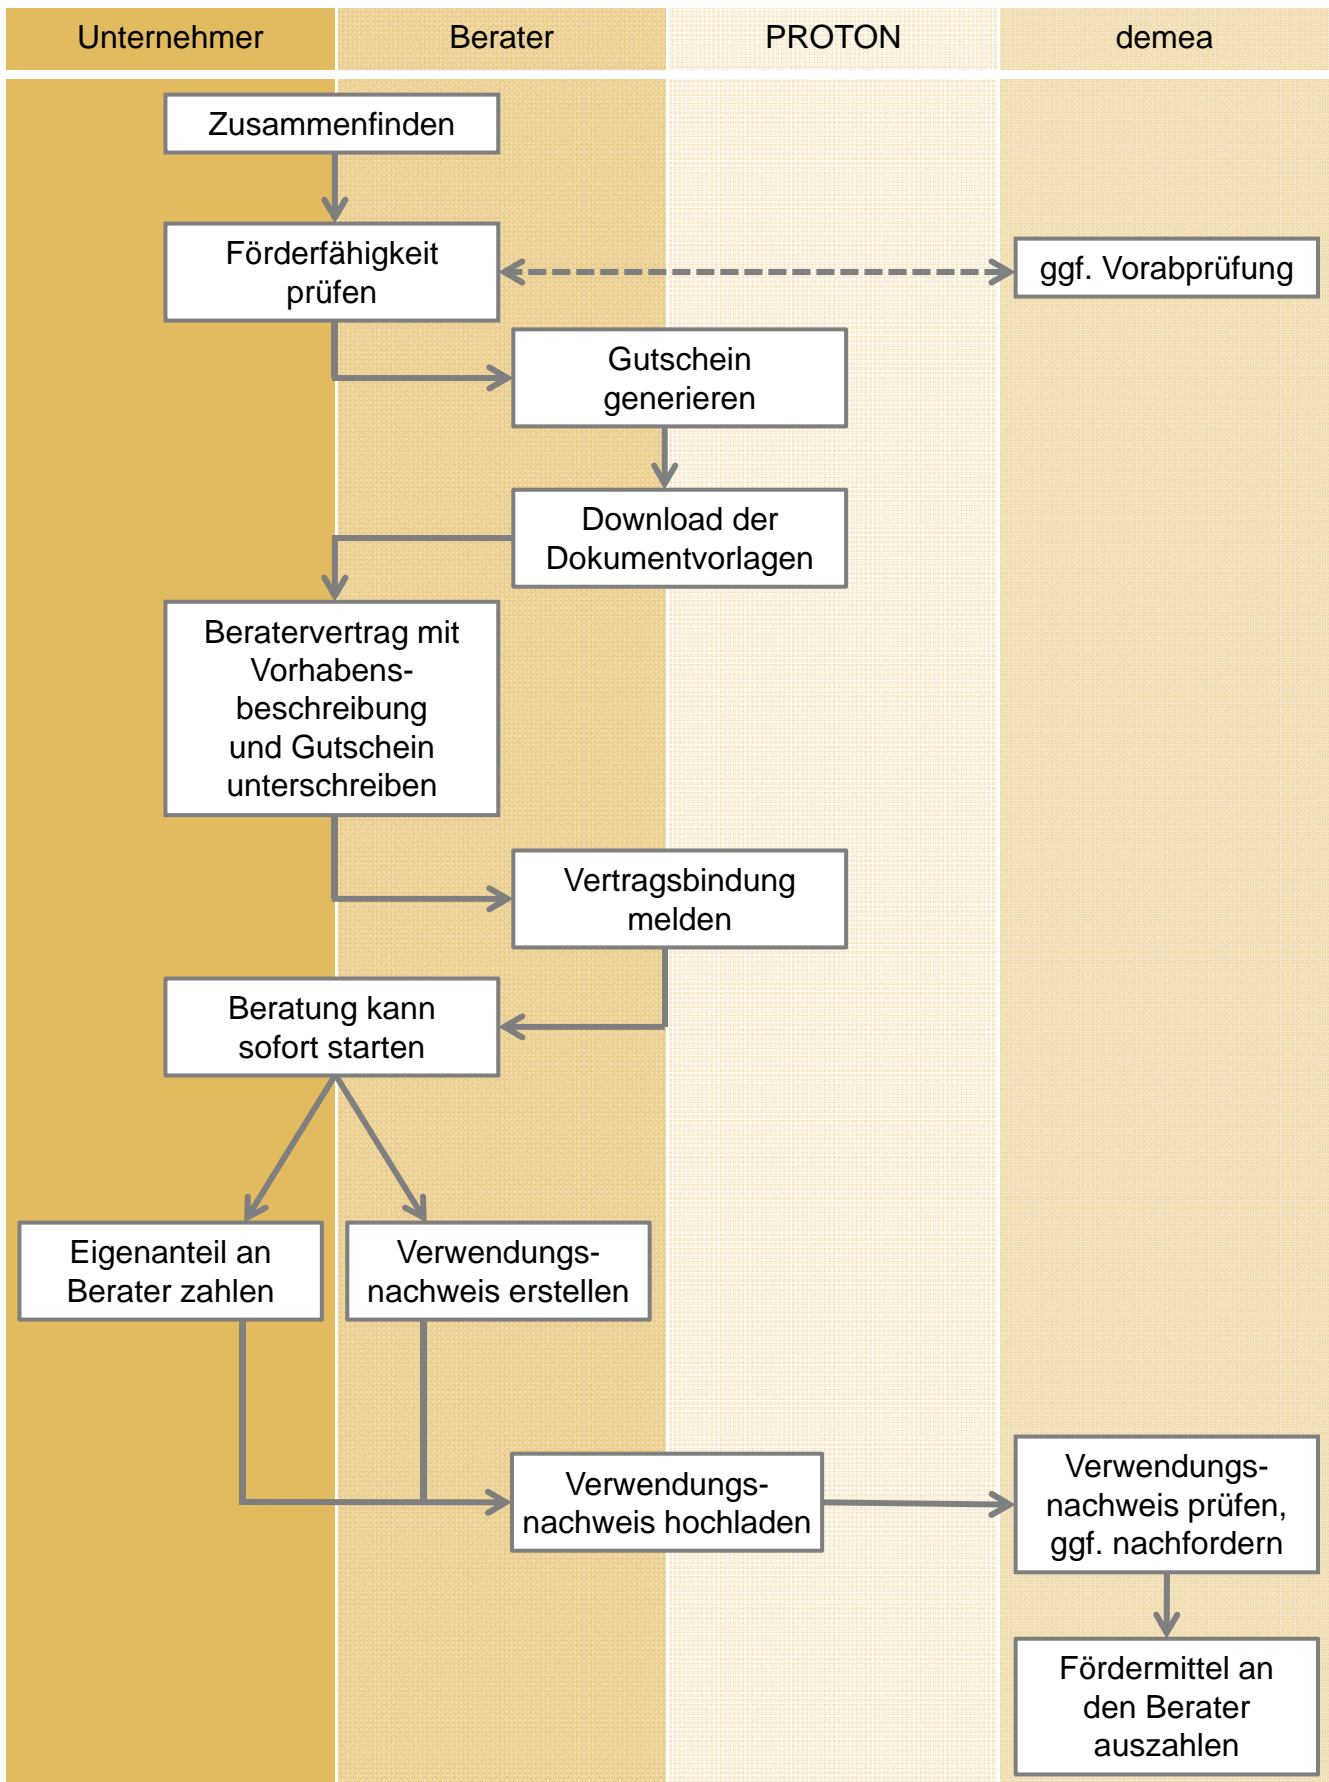 Unternehmer
Berater
PROTON
demea
Zusammenfinden
Förderfähigkeit
prüfen
ggf. Vorabprüfung
Gutschein
generieren
Download der
Dokumentvorlagen
Beratervertrag mit
Vorhabens-
beschreibung
und Gutschein
unterschreiben
Vertragsbindung
melden
Beratung kann
sofort starten
Eigenanteil an
Berater zahlen
Verwendungs-
nachweis erstellen
Verwendungs-
nachweis hochladen
Verwendungs-
nachweis prüfen,
ggf. nachfordern
Fördermittel an
den Berater
auszahlen